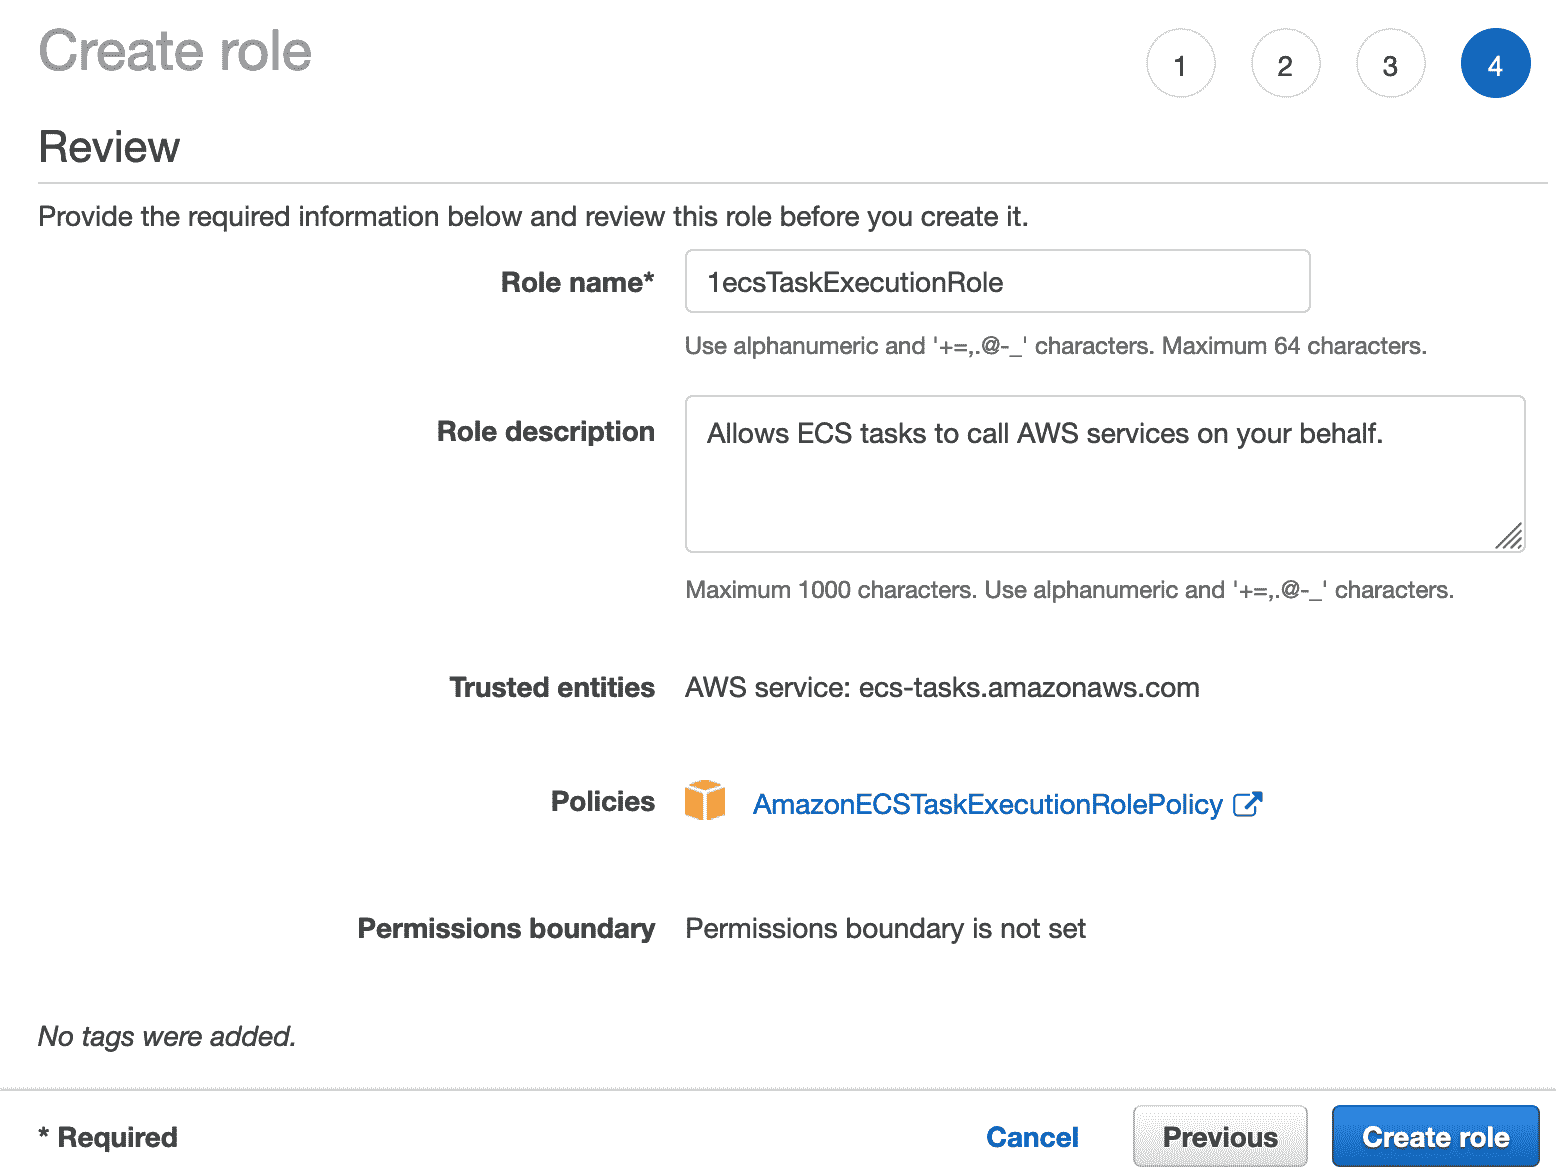 Create role
1 2 3 4
Review
Provide the required information below and review this role before you create it.
Role name* 1ecsTaskExecutionRole
Use alphanumeric and '+=,.@-_' characters. Maximum 64 characters.
Role description Allows ECS tasks to call AWS services on your behalf.
Maximum 1000 characters. Use alphanumeric and '+=,.@-_' characters.
Trusted entities AWS service: ecs-tasks.amazonaws.com
Policies AmazonECSTaskExecutionRolePolicy
Permissions boundary Permissions boundary is not set
No tags were added.
* Required Cancel Previous Create role